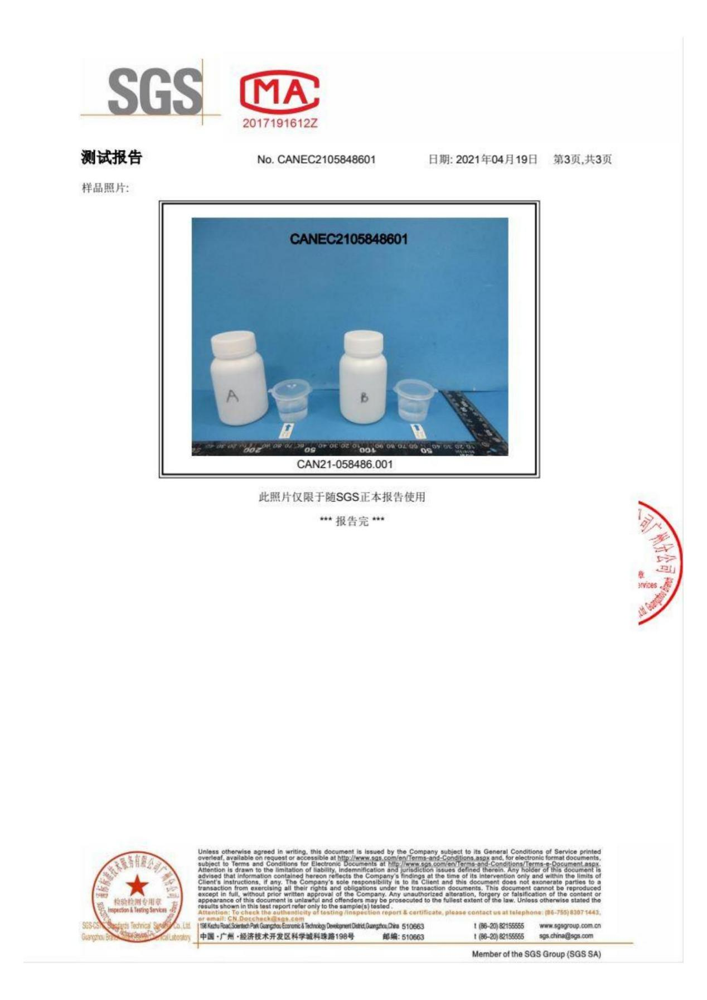 SGS
MA
2017191612Z
测试报告 No. CANEC2105848601 日期: 2021年04月19日 第3页,共3页
样品照片:
CANEC2105848601
A
B
CAN21-058486.001
此照片仅限于随SGS正本报告使用
*** 报告完 ***
司广州分公司
章
ervices
Guangzhou Branch
Unless otherwise agreed in writing, this document is issued by the Company subject to its General Conditions of Service printed
overleaf, available on request or accessible at http://www.sgs.com/en/Terms-and-Conditions.aspx and, for electronic format documents,
subject to Terms and Conditions for Electronic Documents at http://www.sgs.com/en/Terms-and-Conditions/Terms-e-Document.aspx.
Attention is drawn to the limitation of liability, indemnification and jurisdiction issues defined therein. Any holder of this document is
advised that information contained hereon reflects the Company's findings at the time of its intervention only and within the limits of
Client's instructions, if any. The Company's sole responsibility is to its Client and this document does not exonerate parties to a
transaction from exercising all their rights and obligations under the transaction documents. This document cannot be reproduced
except in full, without prior written approval of the Company. Any unauthorized alteration, forgery or falsification of the content or
appearance of this document is unlawful and offenders may be prosecuted to the fullest extent of the law. Unless otherwise stated the
results shown in this test report refer only to the sample(s) tested .
Attention: To check the authenticity of testing /inspection report & certificate, please contact us at telephone: (86-755) 8307 1443,
or email: CN.Doccheck@sgs.com
检验检测专用章
Inspection & Testing Services
198 Kezhu Road,Scientech Park Guangzhou Economic & Technology Development District,Guangzhou,China 510663 t (86-20) 82155555 www.sgsgroup.com.cn
中国·广州·经济技术开发区科学城科珠路198号 邮编: 510663 t (86-20) 82155555 sgs.china@sgs.com
Member of the SGS Group (SGS SA)